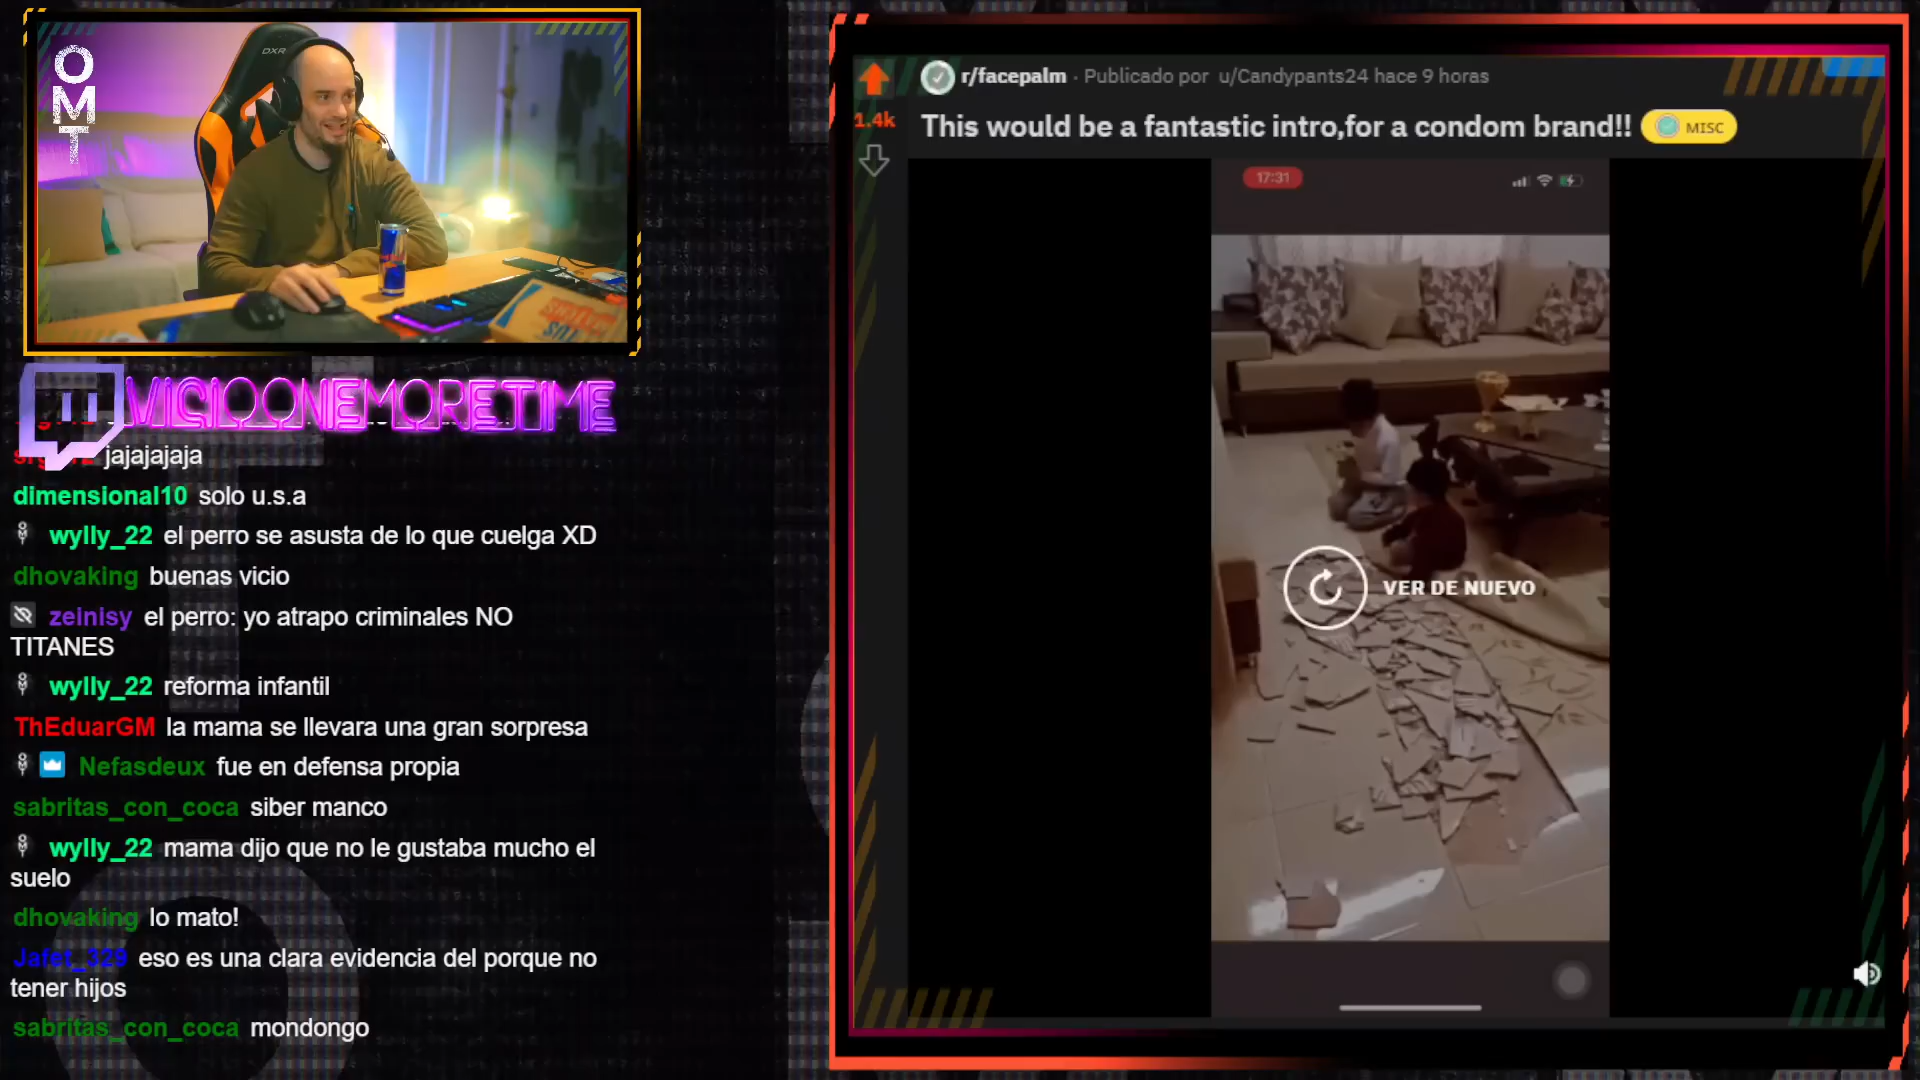 OMT
DXR
VICIOONEMORETIME
jajajajaja
dimensional10 solo u.s.a
wylly_22 el perro se asusta de lo que cuelga XD
dhovaking buenas vicio
zeinisy el perro: yo atrapo criminales NO
TITANES
wylly_22 reforma infantil
ThEduarGM la mama se llevara una gran sorpresa
Nefasdeux fue en defensa propia
sabritas_con_coca siber manco
wylly_22 mama dijo que no le gustaba mucho el
suelo
dhovaking lo mato!
Jafet_329 eso es una clara evidencia del porque no
tener hijos
sabritas_con_coca mondongo
r/facepalm · Publicado por u/Candypants24 hace 9 horas
1.4k
This would be a fantastic intro,for a condom brand!! MISC
17:31
VER DE NUEVO